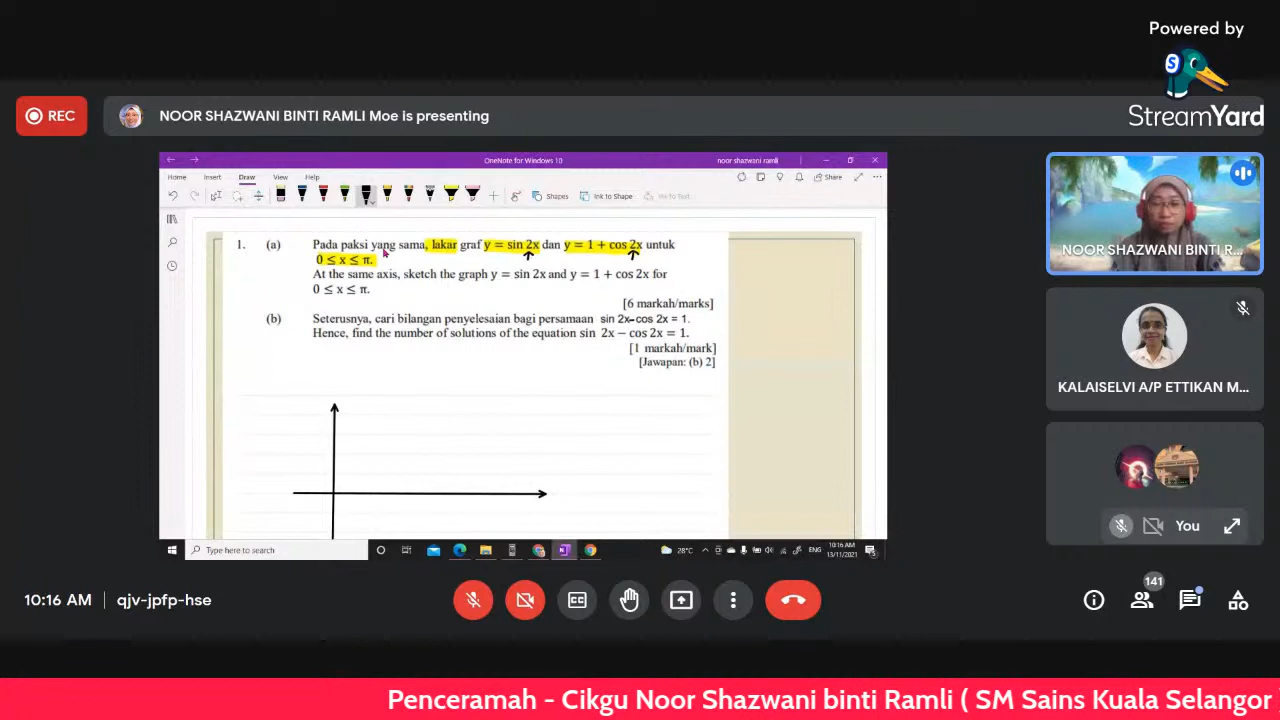 Powered by
StreamYard
REC
NOOR SHAZWANI BINTI RAMLI Moe is presenting
OneNote for Windows 10
noor shazwani ramli
Home Insert Draw View Help
Share
Shapes
Ink to Shape
Ink to Text
1. (a) Pada paksi yang sama, lakar graf y = sin 2x dan y = 1 + cos 2x untuk
0 ≤ x ≤ π.
At the same axis, sketch the graph y = sin 2x and y = 1 + cos 2x for
0 ≤ x ≤ π.
[6 markah/marks]
(b) Seterusnya, cari bilangan penyelesaian bagi persamaan sin 2x-cos 2x = 1.
Hence, find the number of solutions of the equation sin 2x − cos 2x = 1.
[1 markah/mark]
[Jawapan: (b) 2]
Type here to search
28°C
ENG
10:16 AM
13/11/2021
NOOR SHAZWANI BINTI R...
KALAISELVI A/P ETTIKAN M...
You
10:16 AM | qjv-jpfp-hse
141
Penceramah - Cikgu Noor Shazwani binti Ramli ( SM Sains Kuala Selangor